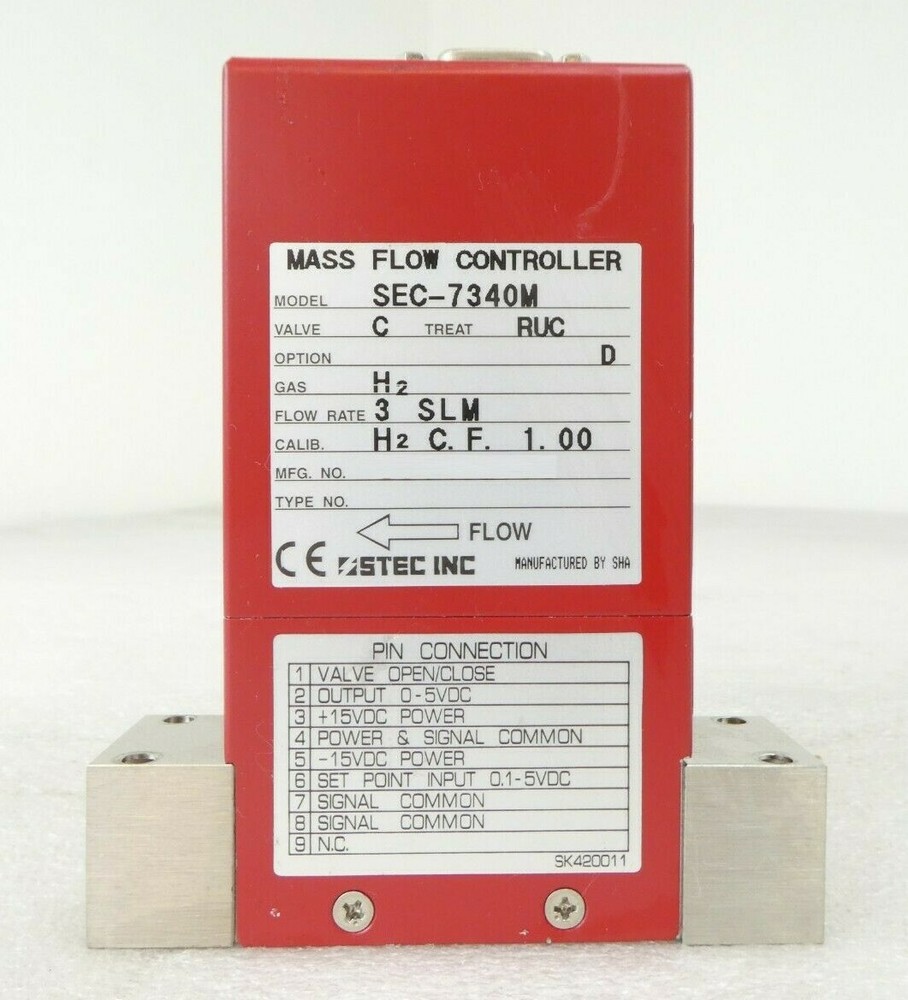 MASS FLOW CONTROLLER
MODEL SEC-7340M
VALVE C TREAT RUC
OPTION D
GAS H2
FLOW RATE 3 SLM
CALIB. H2 C.F. 1.00
MFG. NO.
TYPE NO.
FLOW
CE STEC INC MANUFACTURED BY SHA
PIN CONNECTION
1 VALVE OPEN/CLOSE
2 OUTPUT 0-5VDC
3 +15VDC POWER
4 POWER & SIGNAL COMMON
5 -15VDC POWER
6 SET POINT INPUT 0.1-5VDC
7 SIGNAL COMMON
8 SIGNAL COMMON
9 N.C.
SK420011